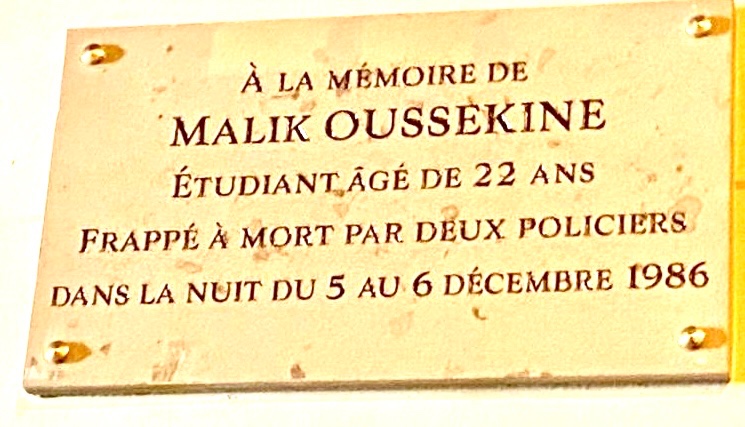 À LA MÉMOIRE DE
MALIK OUSSEKINE
ÉTUDIANT ÂGÉ DE 22 ANS
FRAPPÉ À MORT PAR DEUX POLICIERS
DANS LA NUIT DU 5 AU 6 DÉCEMBRE 1986